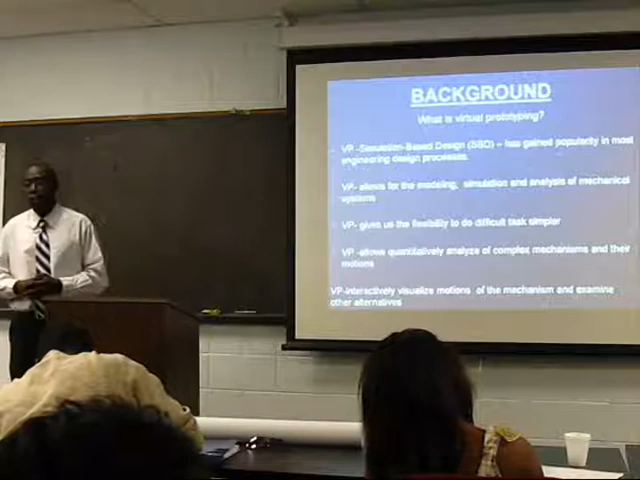 BACKGROUND
What is virtual prototyping?
VP -Simulation-Based Design (SBD) – has gained popularity in most
engineering design processes.
VP- allows for the modeling, simulation and analysis of mechanical
systems
VP- gives us the flexibility to do difficult task simpler
VP -allows quantitatively analyze of complex mechanisms and their
motions
VP-interactively visualize motions of the mechanism and examine
other alternatives